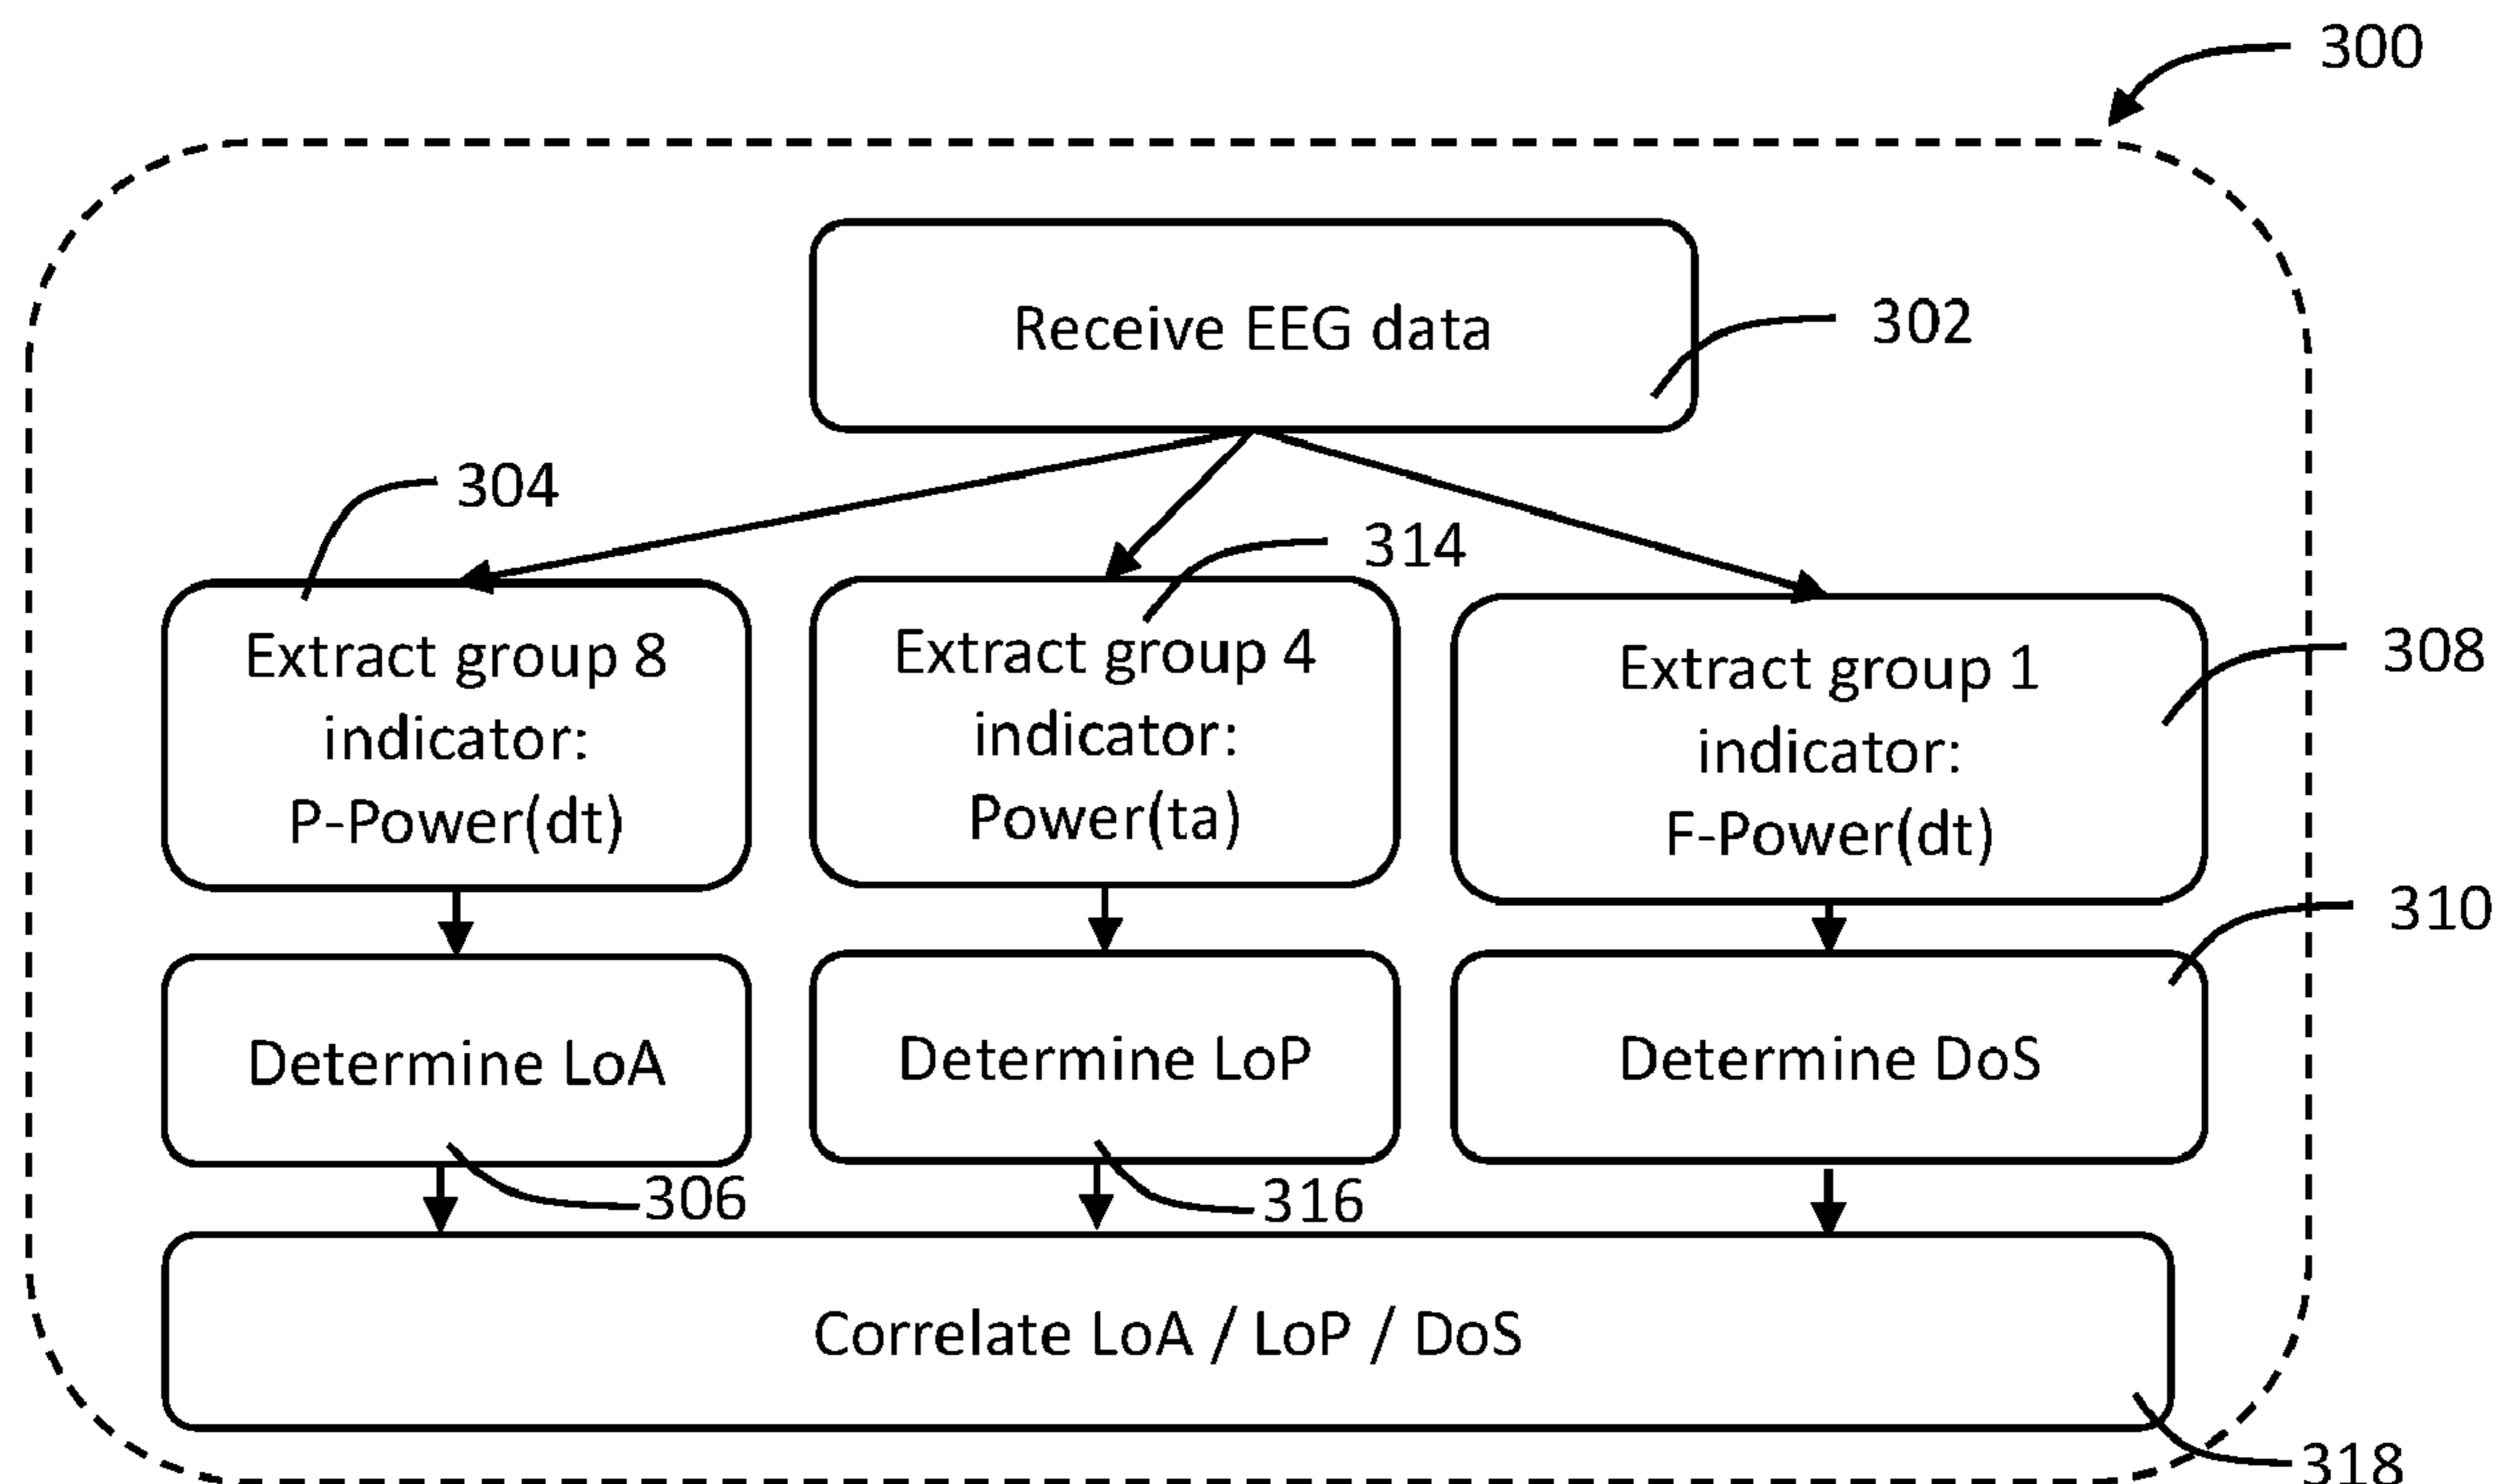 300
Receive EEG data
302
304
314
Extract group 8
indicator:
P-Power(dt)
Extract group 4
indicator:
Power(ta)
Extract group 1
indicator:
F-Power(dt)
308
310
Determine LoA
Determine LoP
Determine DoS
306
316
Correlate LoA / LoP / DoS
318